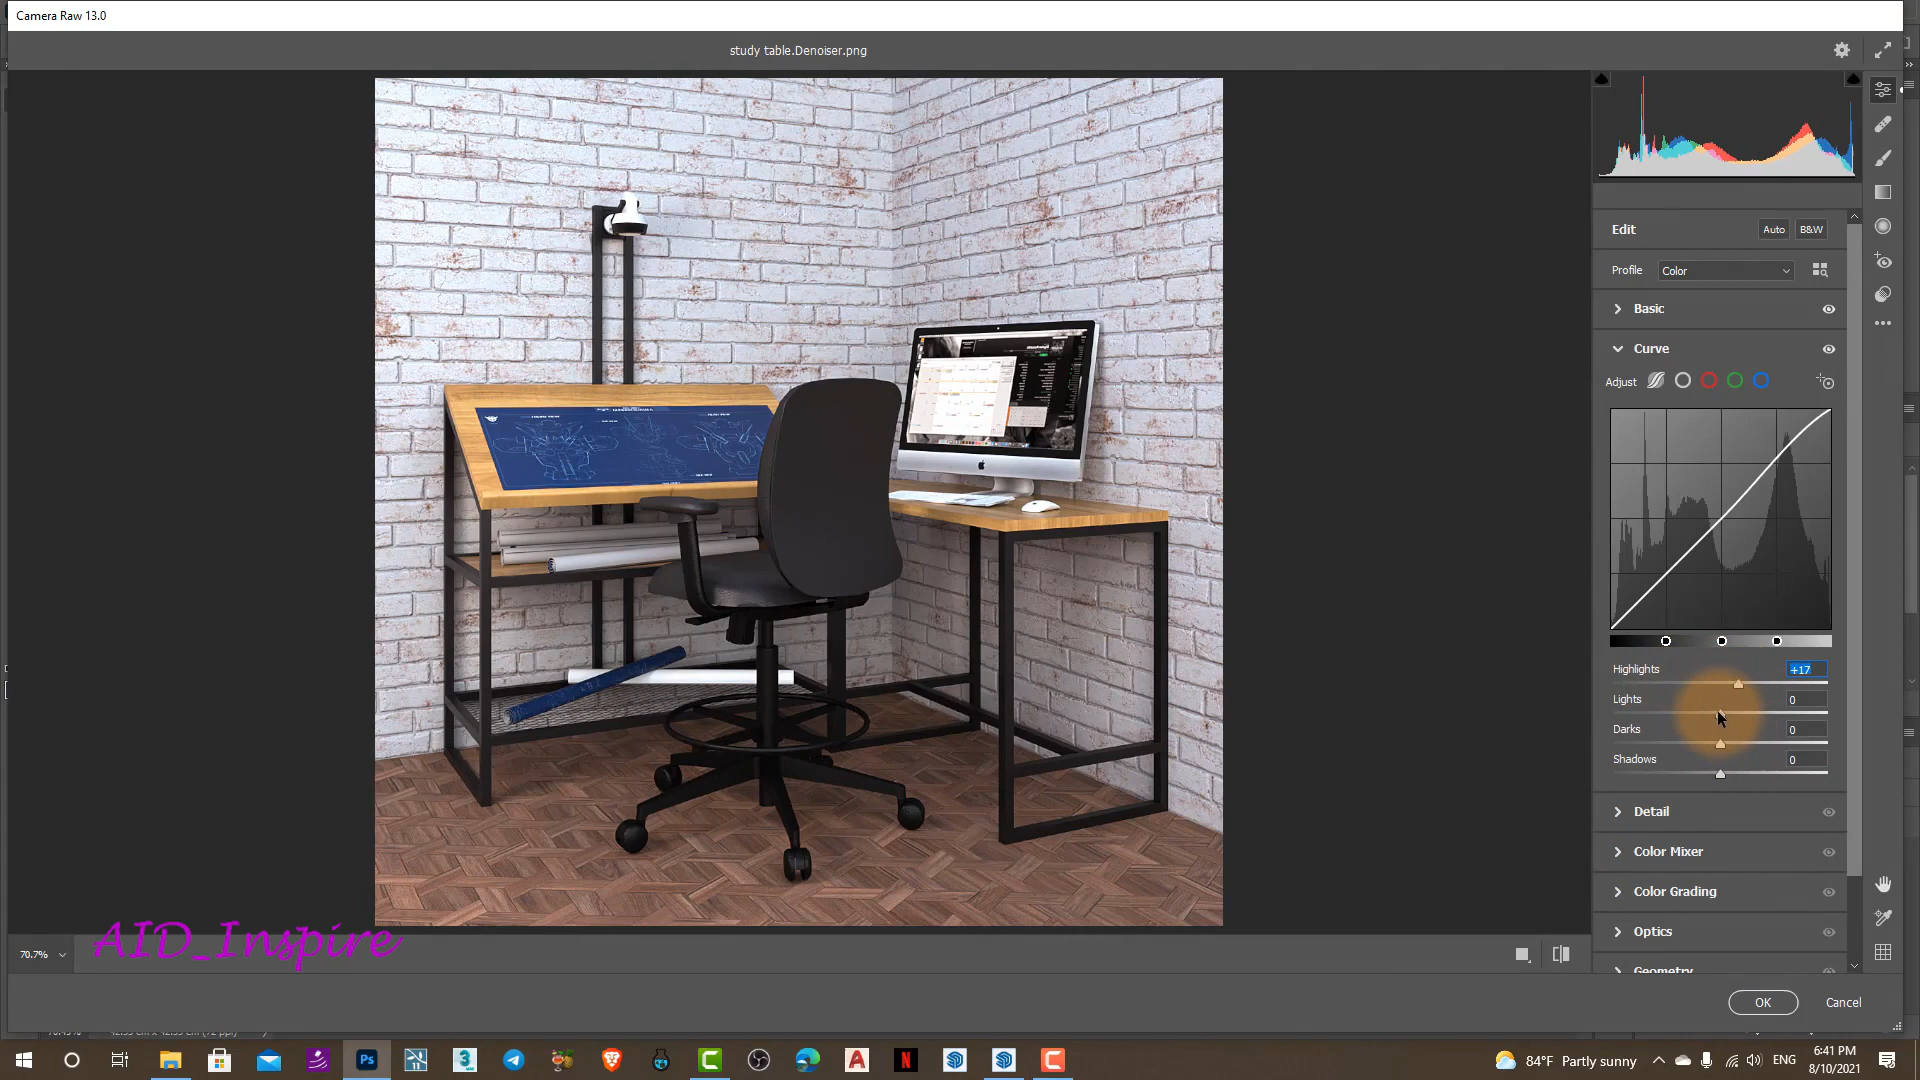 Camera Raw 13.0
study table.Denoiser.png
Edit
Auto
B&W
Profile
Color
Basic
Curve
Adjust
Highlights
+17
Lights
0
Darks
0
Shadows
0
Detail
Color Mixer
Color Grading
Optics
Geometry
AID_Inspire
70.7%
OK
Cancel
84°F Partly sunny
ENG
6:41 PM
8/10/2021